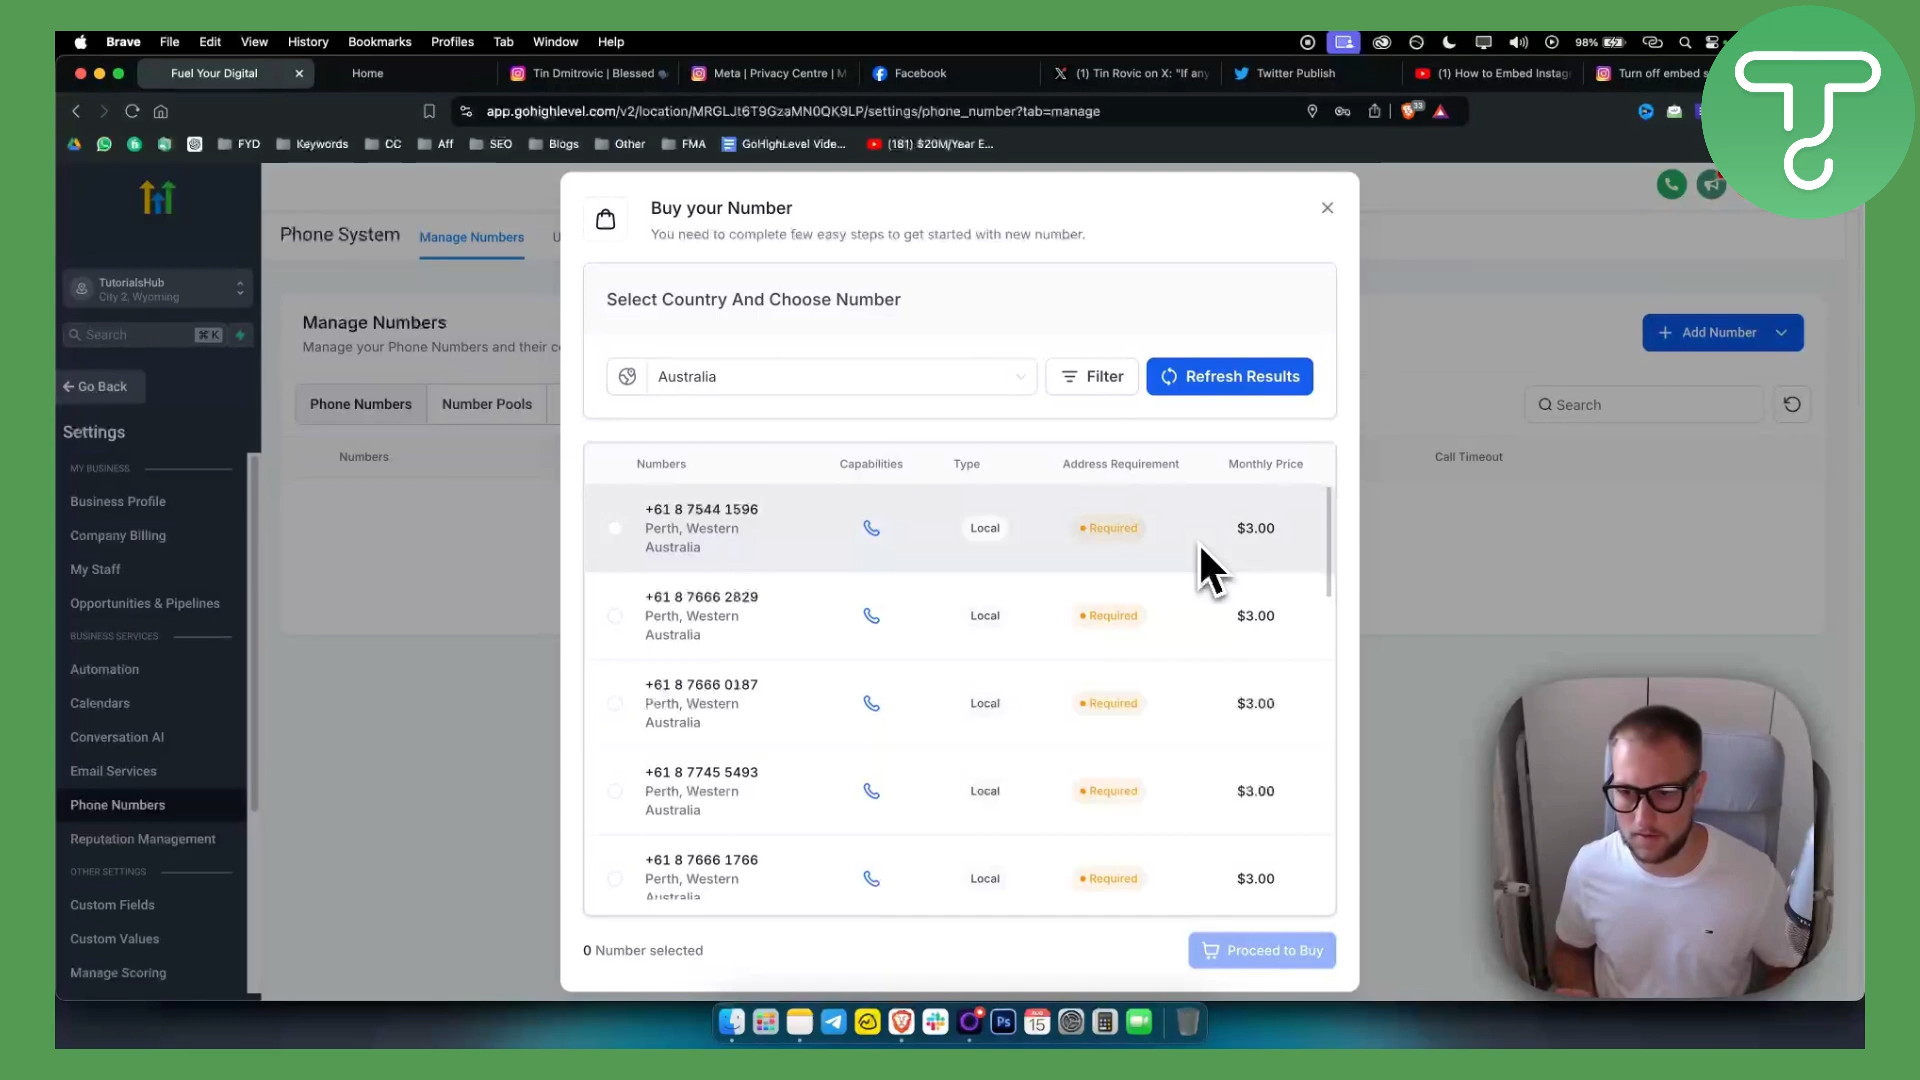 Brave File Edit View History Bookmarks Profiles Tab Window Help
98%
Fuel Your Digital
Home
Tin Dmitrovic | Blessed
Meta | Privacy Centre | M
Facebook
(1) Tin Rovic on X: "If any
Twitter Publish
(1) How to Embed Instag
Turn off embed s
app.gohighlevel.com/v2/location/MRGLJt6T9GzaMN0QK9LP/settings/phone_number?tab=manage
33
FYD
Keywords
CC
Aff
SEO
Blogs
Other
FMA
GoHighLevel Vide...
(181) $20M/Year E...
TutorialsHub
City 2, Wyoming
Search
⌘ K
Go Back
Settings
MY BUSINESS
Business Profile
Company Billing
My Staff
Opportunities & Pipelines
BUSINESS SERVICES
Automation
Calendars
Conversation AI
Email Services
Phone Numbers
Reputation Management
OTHER SETTINGS
Custom Fields
Custom Values
Manage Scoring
Phone System
Manage Numbers
Manage Numbers
Manage your Phone Numbers and their c
Add Number
Phone Numbers
Number Pools
Search
Numbers
Call Timeout
Buy your Number
You need to complete few easy steps to get started with new number.
Select Country And Choose Number
Australia
Filter
Refresh Results
Numbers Capabilities Type Address Requirement Monthly Price
+61 8 7544 1596
Perth, Western
Australia
Local
Required
$3.00
+61 8 7666 2829
Perth, Western
Australia
Local
Required
$3.00
+61 8 7666 0187
Perth, Western
Australia
Local
Required
$3.00
+61 8 7745 5493
Perth, Western
Australia
Local
Required
$3.00
+61 8 7666 1766
Perth, Western
Australia
Local
Required
$3.00
0 Number selected
Proceed to Buy
Ps
AUG
15